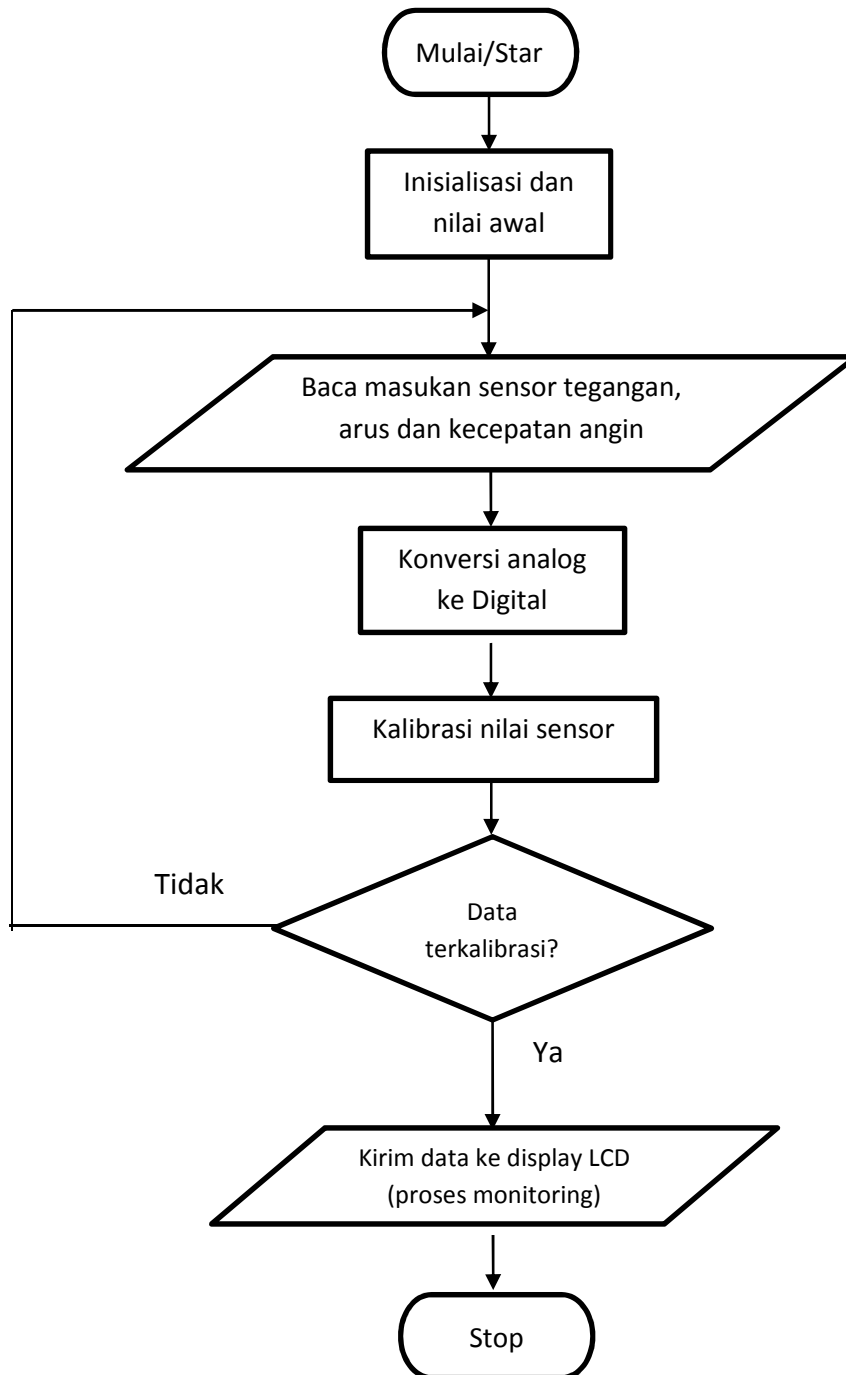 Mulai/Star
Inisialisasi dan
nilai awal
Baca masukan sensor tegangan,
arus dan kecepatan angin
Konversi analog
ke Digital
Kalibrasi nilai sensor
Tidak
Data
terkalibrasi?
Ya
Kirim data ke display LCD
(proses monitoring)
Stop